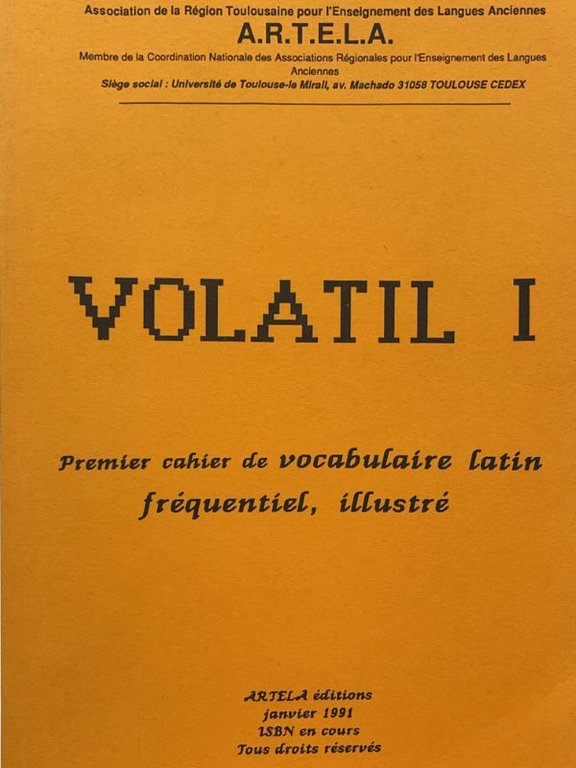 Association de la Région Toulousaine pour l'Enseignement des Langues Anciennes
A.R.T.E.L.A.
Membre de la Coordination Nationale des Associations Régionales pour l'Enseignement des Langues
Anciennes
Siège social : Université de Toulouse-le Mirail, av. Machado 31058 TOULOUSE CEDEX
VOLATIL I
Premier cahier de vocabulaire latin
fréquentiel, illustré
ARTELA éditions
janvier 1991
ISBN en cours
Tous droits réservés